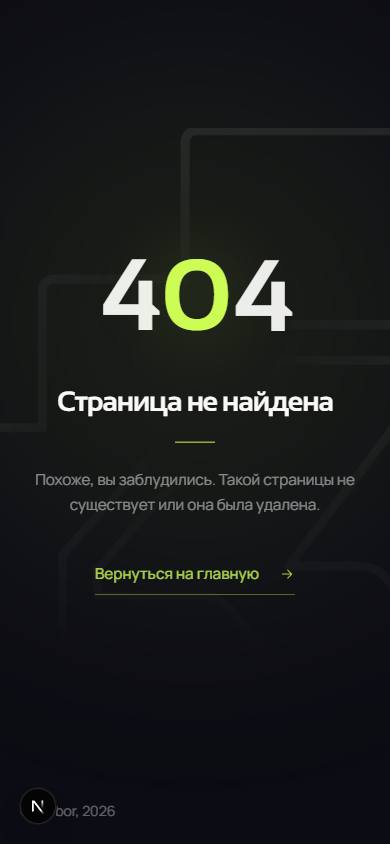 404
Страница не найдена
Похоже, вы заблудились. Такой страницы не
существует или она была удалена.
Вернуться на главную →
N
2026